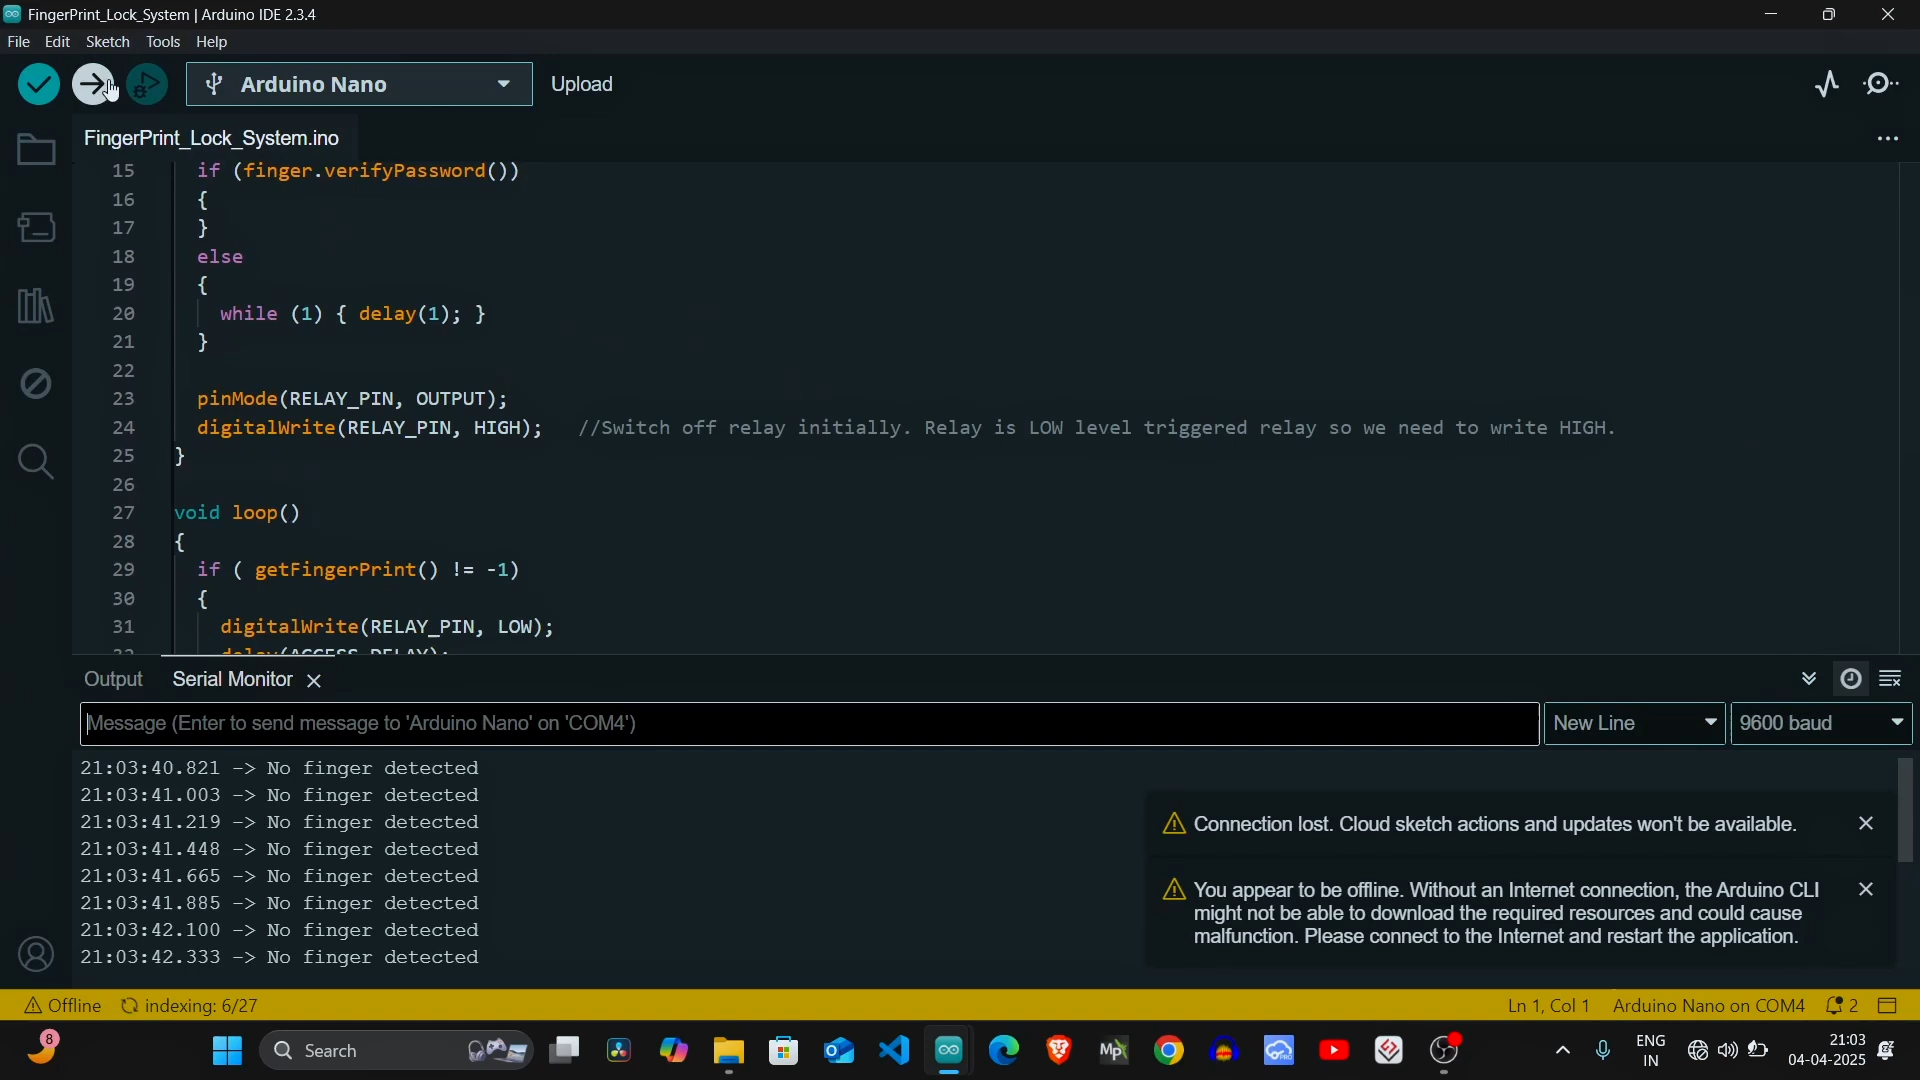 FingerPrint_Lock_System | Arduino IDE 2.3.4
File Edit Sketch Tools Help
Arduino Nano
Upload
FingerPrint_Lock_System.ino
15 if (finger.verifyPassword())
16 {
17 }
18 else
19 {
20 while (1) { delay(1); }
21 }
22
23 pinMode(RELAY_PIN, OUTPUT);
24 digitalWrite(RELAY_PIN, HIGH); //Switch off relay initially. Relay is LOW level triggered relay so we need to write HIGH.
25 }
26
27 void loop()
28 {
29 if ( getFingerPrint() != -1)
30 {
31 digitalWrite(RELAY_PIN, LOW);
Output Serial Monitor
Message (Enter to send message to 'Arduino Nano' on 'COM4')
New Line
9600 baud
21:03:40.821 -> No finger detected
21:03:41.003 -> No finger detected
21:03:41.219 -> No finger detected
21:03:41.448 -> No finger detected
21:03:41.665 -> No finger detected
21:03:41.885 -> No finger detected
21:03:42.100 -> No finger detected
21:03:42.333 -> No finger detected
Connection lost. Cloud sketch actions and updates won't be available.
You appear to be offline. Without an Internet connection, the Arduino CLI
might not be able to download the required resources and could cause
malfunction. Please connect to the Internet and restart the application.
Offline indexing: 6/27
Ln 1, Col 1 Arduino Nano on COM4 2
8
Search
Mp
PRO
ENG
IN
21:03
04-04-2025